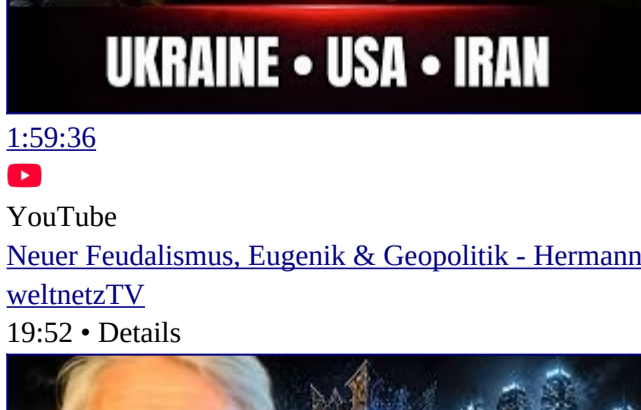 UKRAINE • USA • IRAN
1:59:36
YouTube
Neuer Feudalismus, Eugenik & Geopolitik - Hermann
weltnetzTV
19:52 • Details